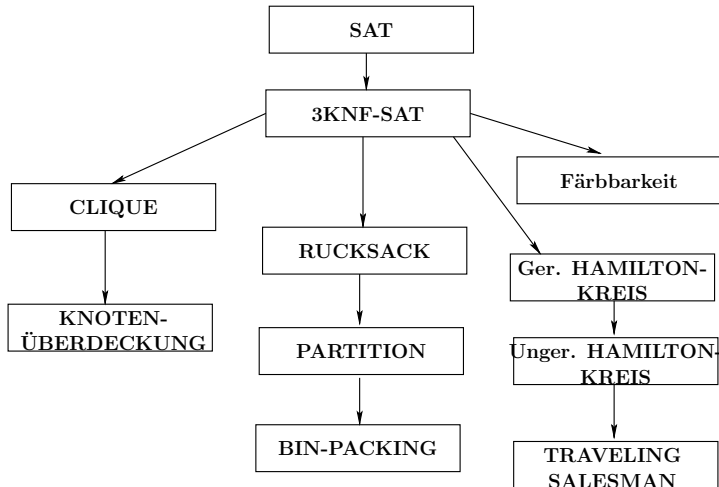 SAT
3KNF-SAT
Färbbarkeit
CLIQUE
RUCKSACK
Ger. HAMILTON-
KREIS
KNOTEN-
ÜBERDECKUNG
PARTITION
Unger. HAMILTON-
KREIS
BIN-PACKING
TRAVELING
SALESMAN